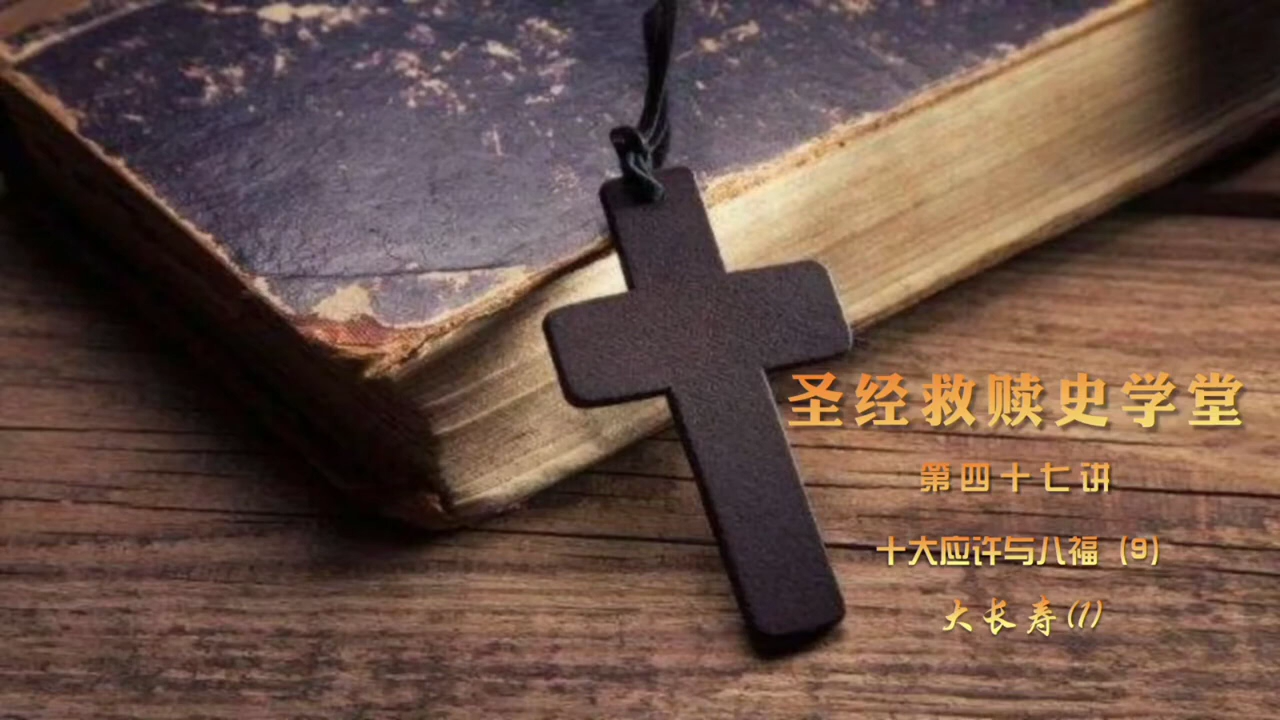 圣经救赎史学堂
第四十七讲
十大应许与八福（9）
大长寿(1)